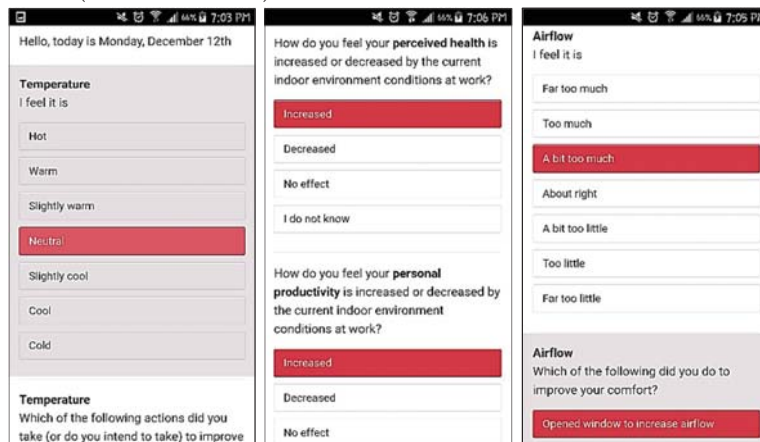 66% 7:03 PM
Hello, today is Monday, December 12th
Temperature
I feel it is
Hot
Warm
Slightly warm
Neutral
Slightly cool
Cool
Cold
Temperature
Which of the following actions did you
take (or do you intend to take) to improve
66% 7:06 PM
How do you feel your perceived health is
increased or decreased by the current
indoor environment conditions at work?
Increased
Decreased
No effect
I do not know
How do you feel your personal
productivity is increased or decreased by
the current indoor environment
conditions at work?
Increased
Decreased
No effect
66% 7:05 PM
Airflow
I feel it is
Far too much
Too much
A bit too much
About right
A bit too little
Too little
Far too little
Airflow
Which of the following did you do to
improve your comfort?
Opened window to increase airflow